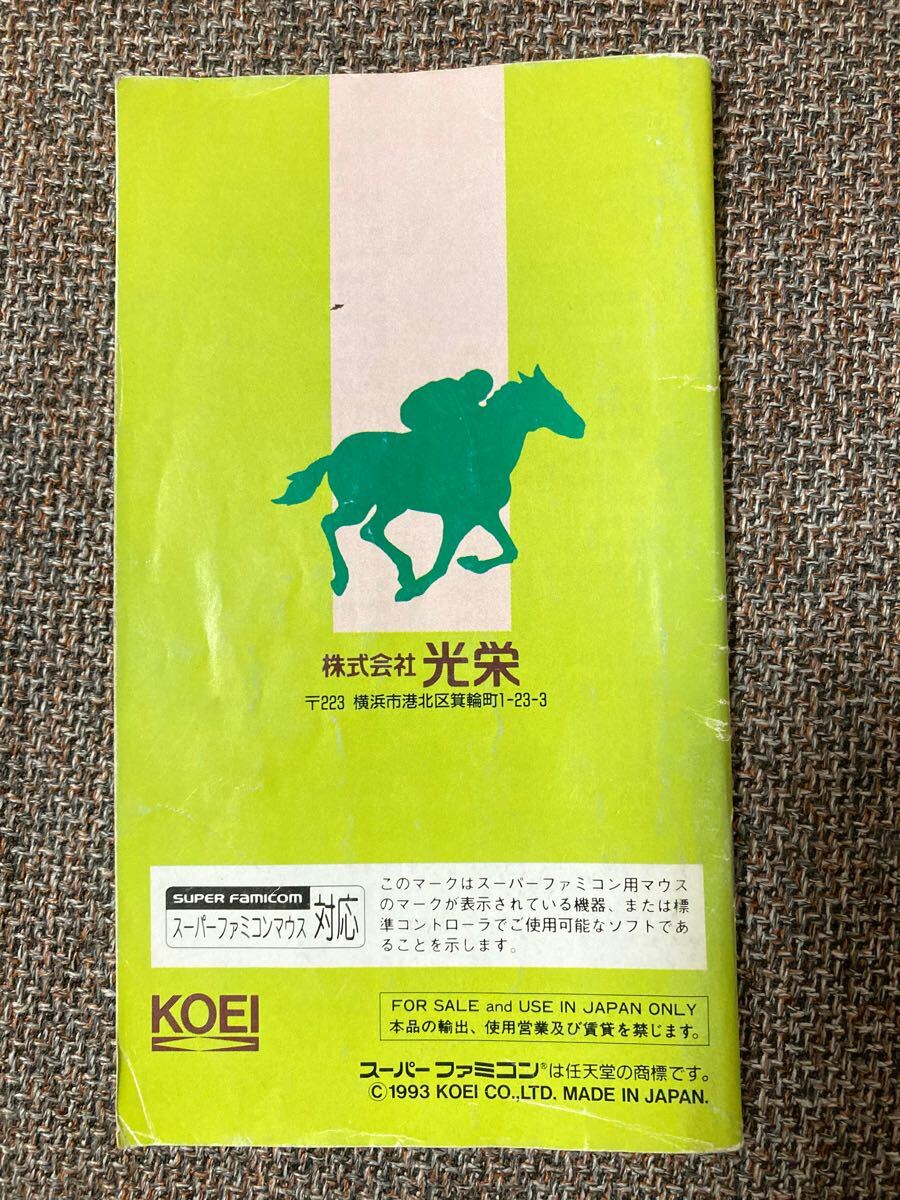 株式会社 光栄
〒223 横浜市港北区箕輪町1-23-3
SUPER FAMICOM
スーパーファミコンマウス 対応
このマークはスーパーファミコン用マウス
のマークが表示されている機器、または標
準コントローラでご使用可能なソフトであ
ることを示します。
KOEI
FOR SALE and USE IN JAPAN ONLY
本品の輸出、使用営業及び賃貸を禁じます。
スーパーファミコン®は任天堂の商標です。
©1993 KOEI CO.,LTD. MADE IN JAPAN.